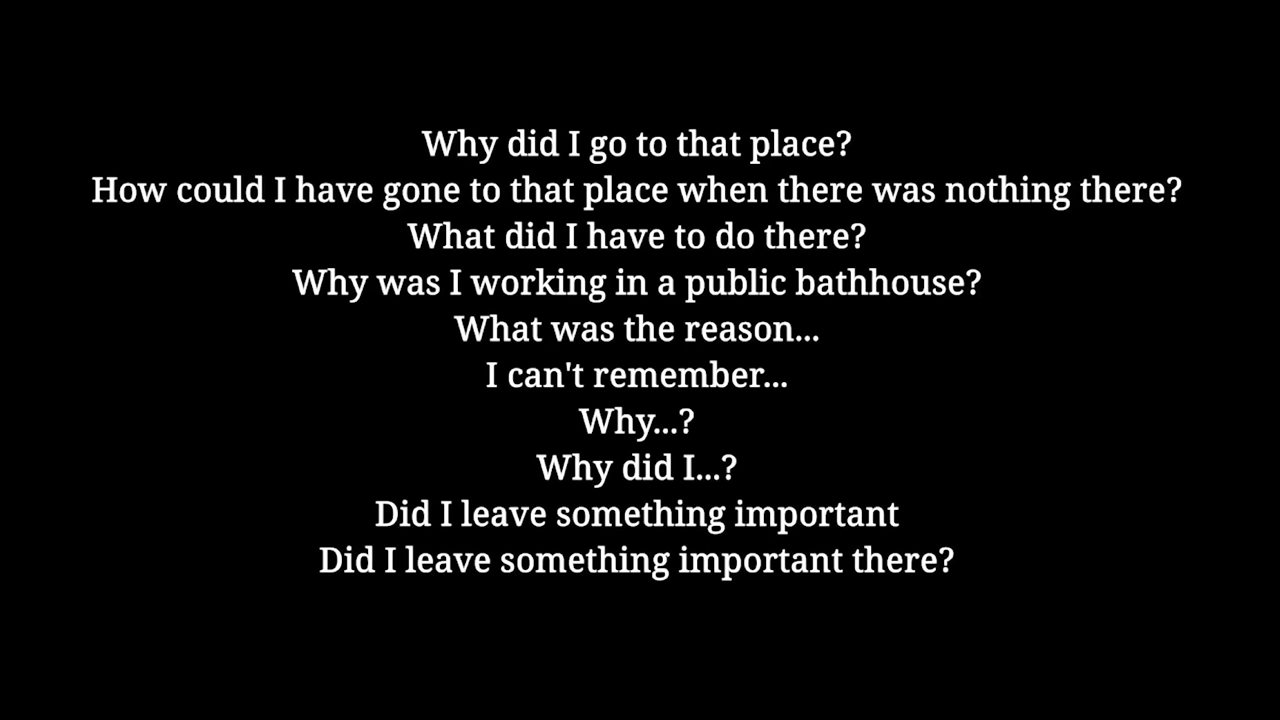 Why did I go to that place?
How could I have gone to that place when there was nothing there?
What did I have to do there?
Why was I working in a public bathhouse?
What was the reason...
I can't remember...
Why...?
Why did I...?
Did I leave something important
Did I leave something important there?